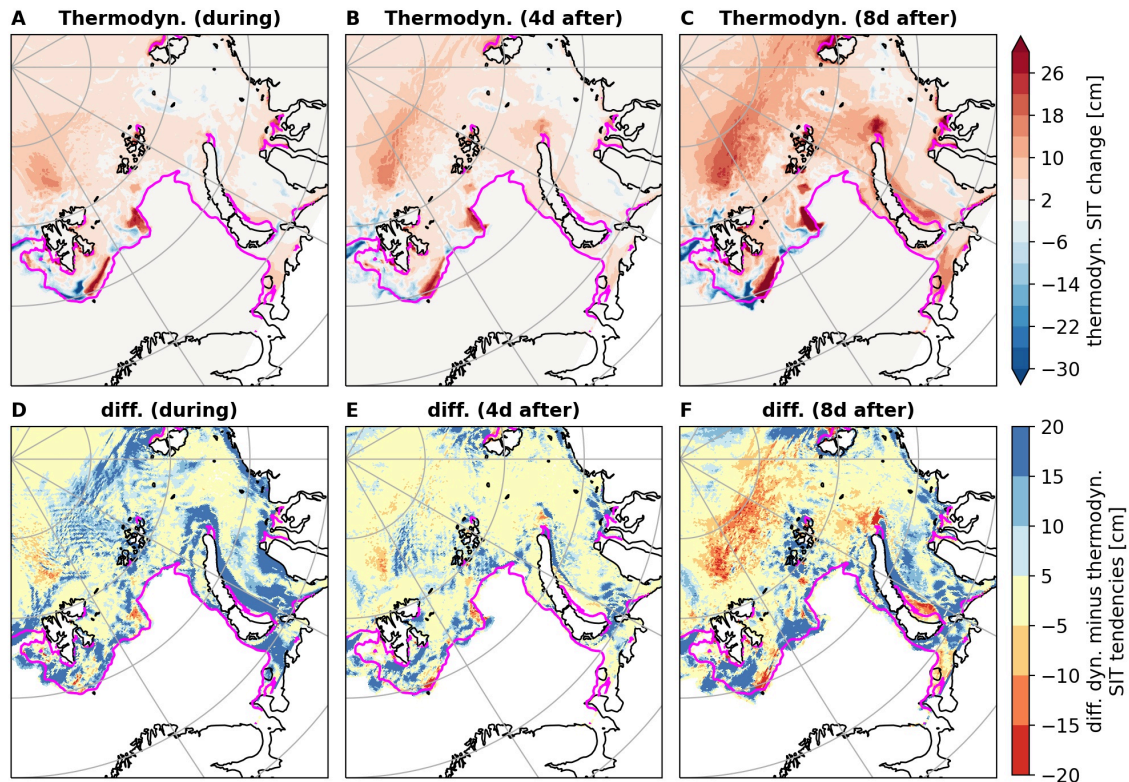 A Thermodyn. (during)
B Thermodyn. (4d after)
C Thermodyn. (8d after)
26
18
10
2
−6
−14
−22
−30
thermodyn. SIT change [cm]
D diff. (during)
E diff. (4d after)
F diff. (8d after)
20
15
10
5
−5
−10
−15
−20
diff. dyn. minus thermodyn.
SIT tendencies [cm]